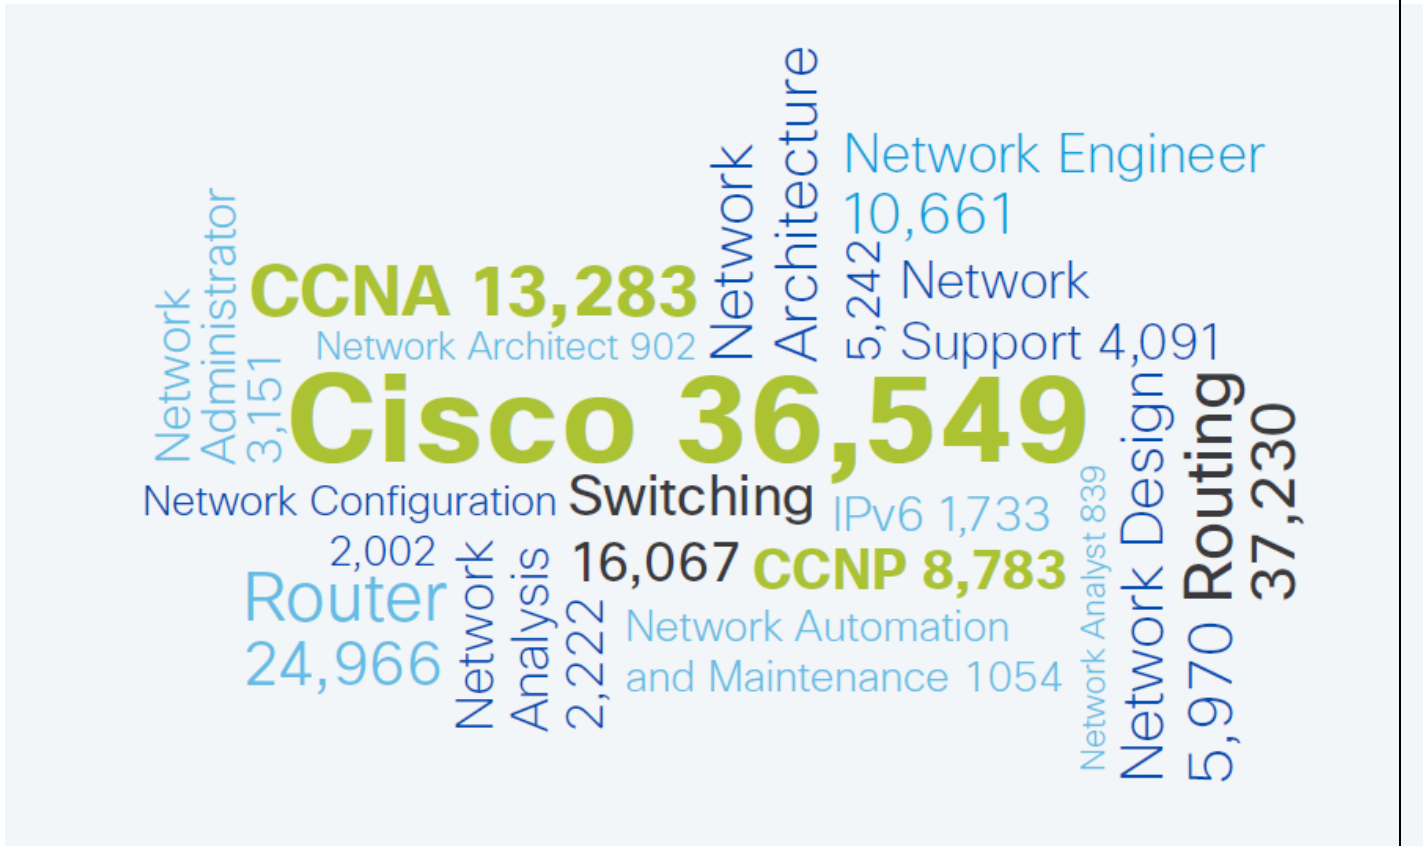 Network
Architecture
5,242
Network Engineer
10,661
Network
Support 4,091
Network
Administrator
3,151
CCNA 13,283
Network Architect 902
Cisco 36,549
Network Configuration
2,002
Switching
16,067
IPv6 1,733
CCNP 8,783
Router
24,966
Network
Analysis
2,222
Network Automation
and Maintenance 1054
Network Analyst 839
Network Design
5,970
Routing
37,230